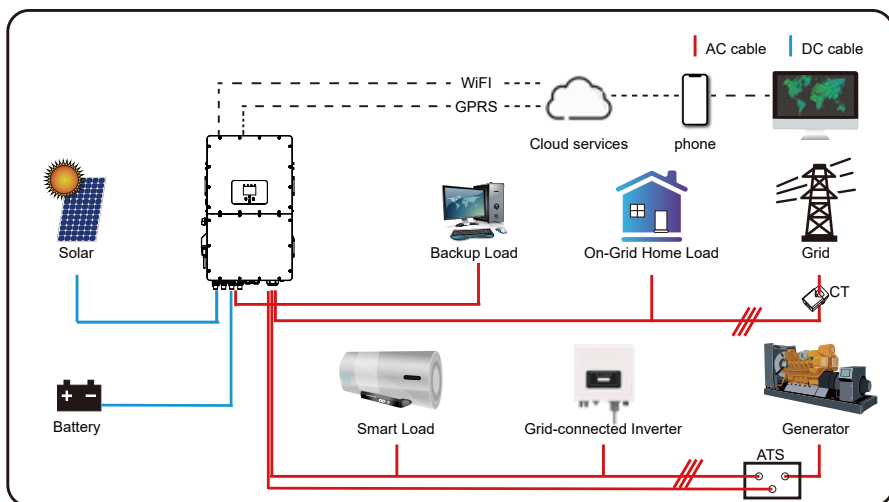 AC cable
DC cable
WiFI
GPRS
Cloud services
phone
Solar
Backup Load
On-Grid Home Load
Grid
CT
Battery
Smart Load
Grid-connected Inverter
Generator
ATS